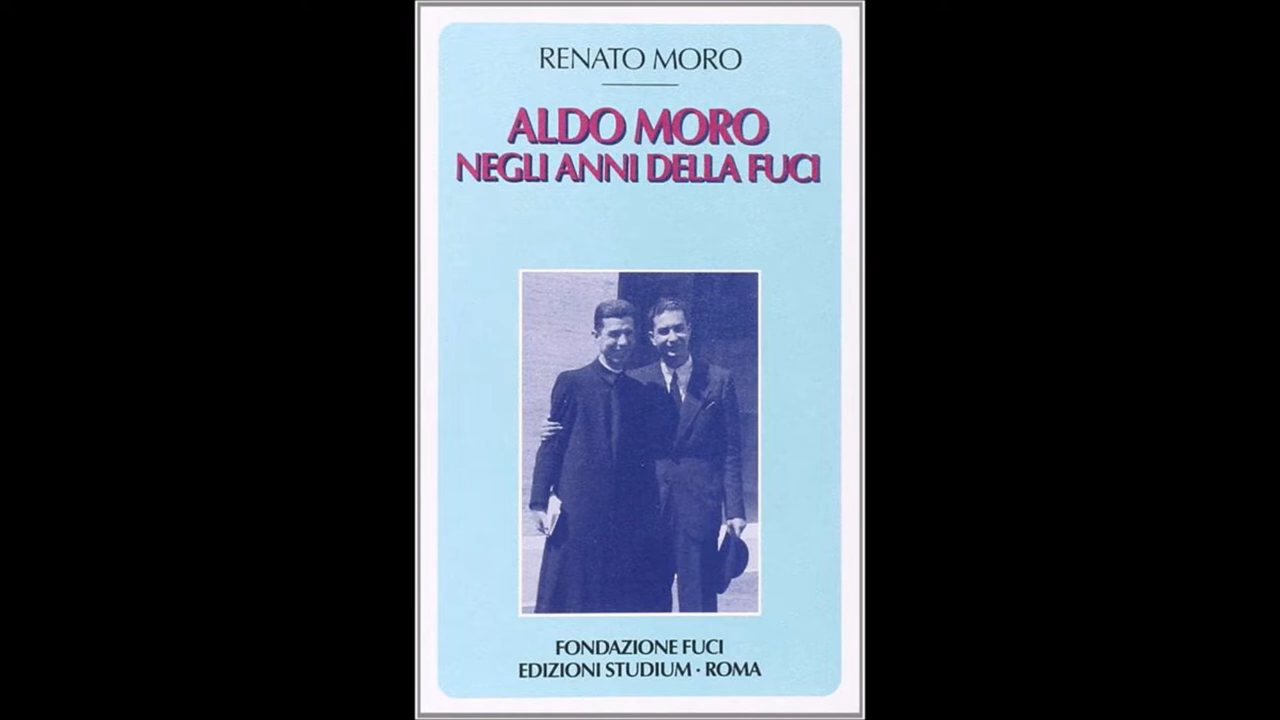 RENATO MORO
ALDO MORO
NEGLI ANNI DELLA FUCI
FONDAZIONE FUCI
EDIZIONI STUDIUM · ROMA